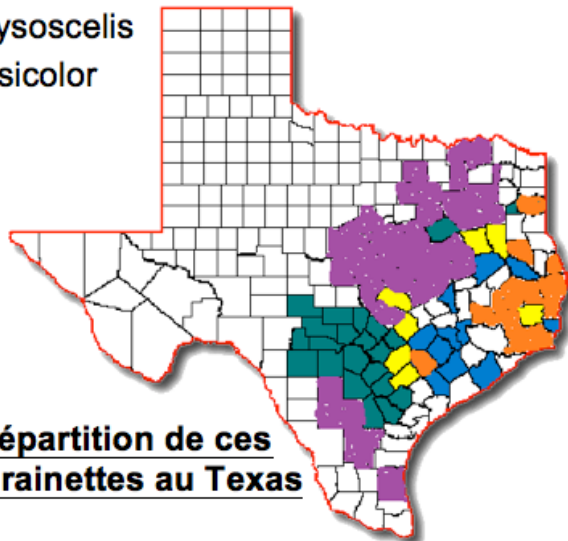 ysoscelis
sicolor
épartition de ces
rainettes au Texas